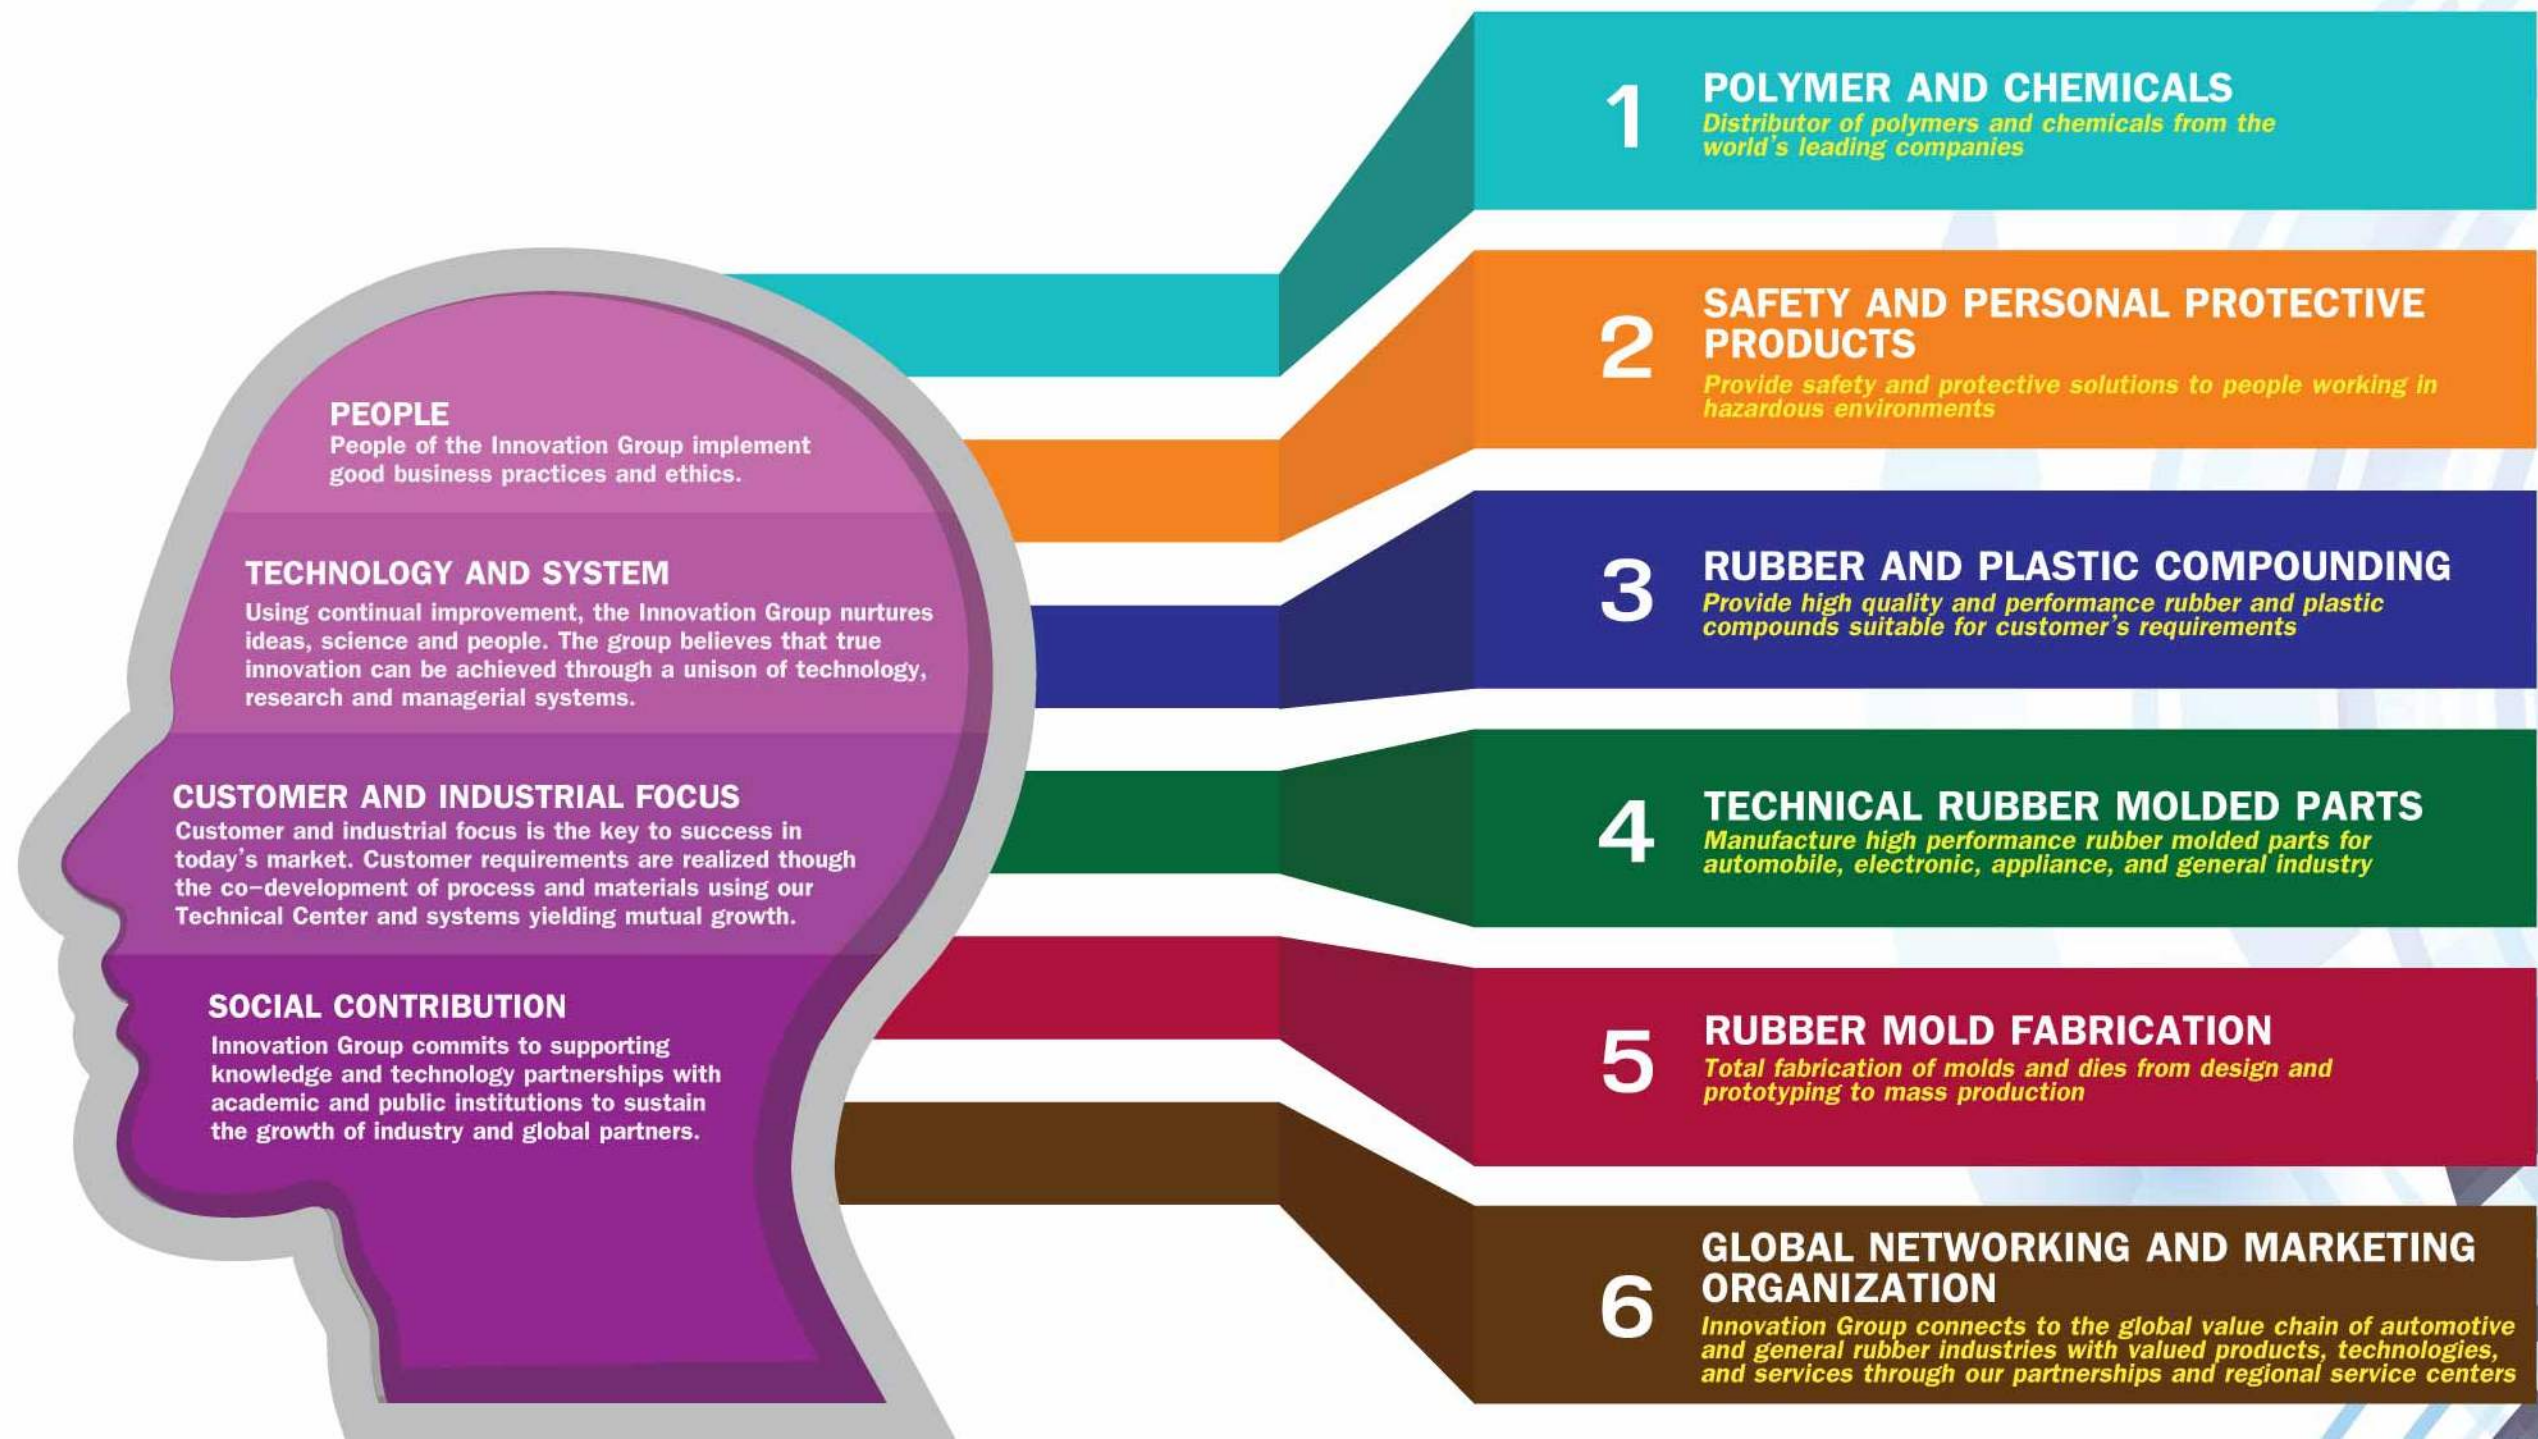 PEOPLE
People of the Innovation Group implement
good business practices and ethics.
TECHNOLOGY AND SYSTEM
Using continual improvement, the Innovation Group nurtures
ideas, science and people. The group believes that true
innovation can be achieved through a unison of technology,
research and managerial systems.
CUSTOMER AND INDUSTRIAL FOCUS
Customer and industrial focus is the key to success in
today's market. Customer requirements are realized though
the co-development of process and materials using our
Technical Center and systems yielding mutual growth.
SOCIAL CONTRIBUTION
Innovation Group commits to supporting
knowledge and technology partnerships with
academic and public institutions to sustain
the growth of industry and global partners.
1
POLYMER AND CHEMICALS
Distributor of polymers and chemicals from the
world's leading companies
2
SAFETY AND PERSONAL PROTECTIVE
PRODUCTS
Provide safety and protective solutions to people working in
hazardous environments
3
RUBBER AND PLASTIC COMPOUNDING
Provide high quality and performance rubber and plastic
compounds suitable for customer's requirements
4
TECHNICAL RUBBER MOLDED PARTS
Manufacture high performance rubber molded parts for
automobile, electronic, appliance, and general industry
5
RUBBER MOLD FABRICATION
Total fabrication of molds and dies from design and
prototyping to mass production
6
GLOBAL NETWORKING AND MARKETING
ORGANIZATION
Innovation Group connects to the global value chain of automotive
and general rubber industries with valued products, technologies,
and services through our partnerships and regional service centers